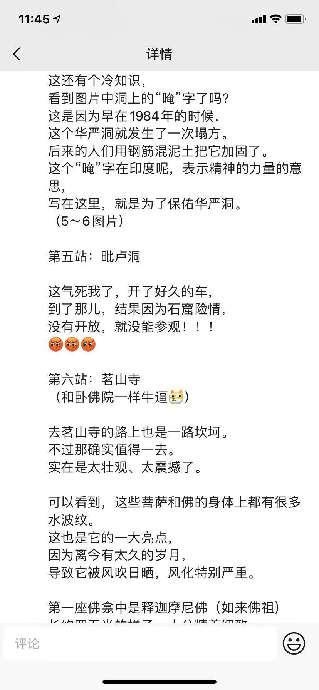 11:45
详情
这还有个冷知识，
看到图片中洞上的“唵”字了吗？
这是因为早在1984年的时候．
这个华严洞就发生了一次塌方。
后来的人们用钢筋混泥土把它加固了。
这个“唵”字在印度呢，表示精神的力量的意
思，
写在这里，就是为了保佑华严洞。
（5～6图片）
第五站：毗卢洞
这气死我了，开了好久的车，
到了那儿，结果因为石窟险情，
没有开放，就没能参观！！！
😡😡😡
第六站：茗山寺
（和卧佛院一样牛逼😹）
去茗山寺的路上也是一路坎坷。
不过那确实值得一去。
实在是太壮观、太震撼了。
可以看到，这些菩萨和佛的身体上都有很多
水波纹。
这也是它的一大亮点，
因为离今有太久的岁月，
导致它被风吹日晒，风化特别严重。
第一座佛龛中是释迦摩尼佛（如来佛祖）
评论